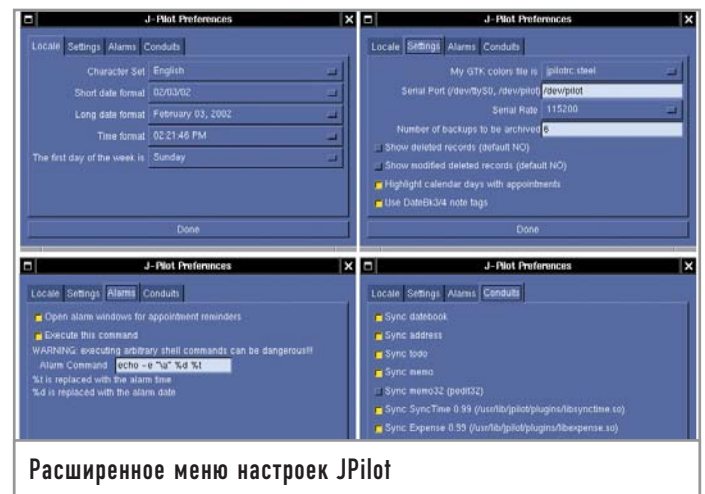 J-Pilot Preferences
Locale Settings Alarms Conduits
Character Set English
Short date format 02/03/02
Long date format February 03, 2002
Time format 02:21:46 PM
The first day of the week is Sunday
Done
J-Pilot Preferences
Locale Settings Alarms Conduits
My GTK colors file is jpilotrc.steel
Serial Port (/dev/ttyS0, /dev/pilot) /dev/pilot
Serial Rate 115200
Number of backups to be archived 6
Show deleted records (default NO)
Show modified deleted records (default NO)
Highlight calendar days with appointments
Use DateBk3/4 note tags
Done
J-Pilot Preferences
Locale Settings Alarms Conduits
Open alarm windows for appointment reminders
Execute this command
WARNING: executing arbitrary shell commands can be dangerous!!!
Alarm Command echo -e "\a" %d %t
%t is replaced with the alarm time
%d is replaced with the alarm date
J-Pilot Preferences
Locale Settings Alarms Conduits
Sync datebook
Sync address
Sync todo
Sync memo
Sync memo32 (pedit32)
Sync SyncTime 0.99 (/usr/lib/jpilot/plugins/libsynctime.so)
Sync Expense 0.99 (/usr/lib/jpilot/plugins/libexpense.so)
Расширенное меню настроек JPilot